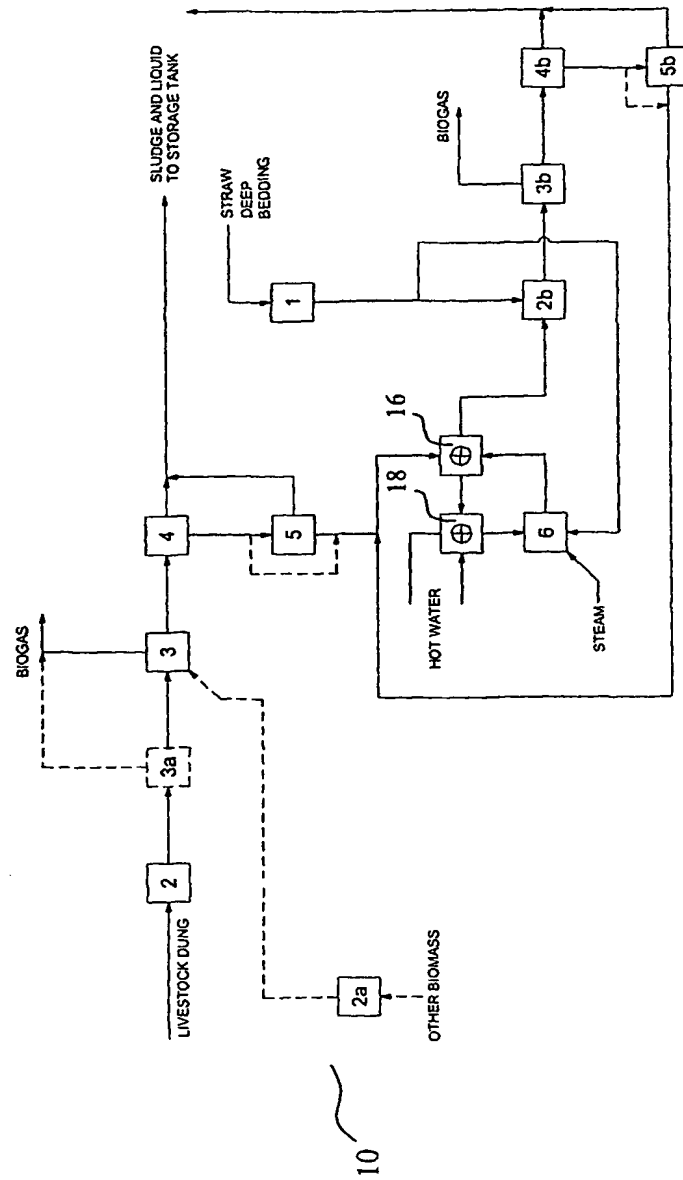 SLUDGE AND LIQUID
TO STORAGE TANK
BIOGAS
STRAW
DEEP
BEDDING
BIOGAS
LIVESTOCK DUNG
2
3a
3
4
5
1
16
18
HOT WATER
6
STEAM
2b
3b
4b
5b
2a
OTHER BIOMASS
10